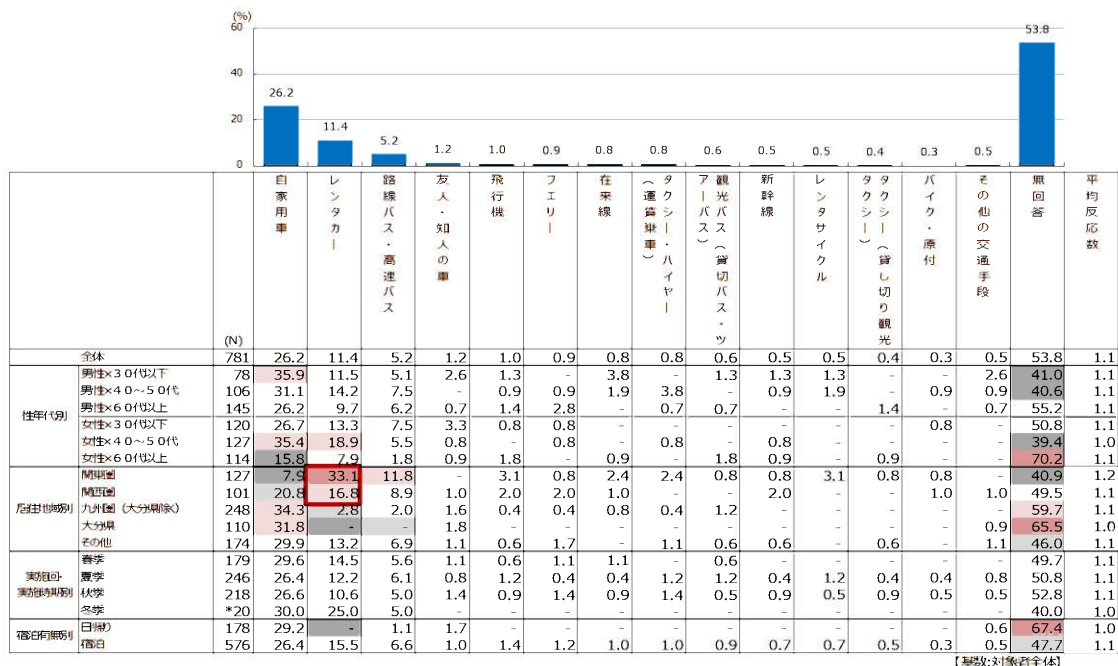 (%)
60
40
20
0
26.2 11.4 5.2 1.2 1.0 0.9 0.8 0.8 0.6 0.5 0.5 0.4 0.3 0.5 53.8
(N)
自家用車
レンタカー
路線バス・高速バス
友人・知人の車
飛行機
フェリー
在来線
タクシー・ハイヤー
(運賃乗車)
観光バス(貸切バス・ツ
アーバス)
新幹線
レンタサイクル
タクシー(貸し切り観光
タクシー)
バイク・原付
その他の交通手段
無回答
平均反応数
全体 781 26.2 11.4 5.2 1.2 1.0 0.9 0.8 0.8 0.6 0.5 0.5 0.4 0.3 0.5 53.8 1.1
性年代別
男性×30代以下 78 35.9 11.5 5.1 2.6 1.3 - 3.8 - 1.3 1.3 1.3 - - 2.6 41.0 1.1
男性×40~50代 106 31.1 14.2 7.5 - 0.9 0.9 1.9 3.8 - 0.9 1.9 - 0.9 0.9 40.6 1.1
男性×60代以上 145 26.2 9.7 6.2 0.7 1.4 2.8 - 0.7 0.7 - - 1.4 - 0.7 55.2 1.1
女性×30代以下 120 26.7 13.3 7.5 3.3 0.8 0.8 - - - - - - 0.8 - 50.8 1.1
女性×40~50代 127 35.4 18.9 5.5 0.8 - 0.8 - 0.8 - 0.8 - - - - 39.4 1.0
女性×60代以上 114 15.8 7.9 1.8 0.9 1.8 - 0.9 - 1.8 0.9 - 0.9 - - 70.2 1.1
居住地域別
関東圏 127 7.9 33.1 11.8 - 3.1 0.8 2.4 2.4 0.8 0.8 3.1 0.8 0.8 - 40.9 1.2
関西圏 101 20.8 16.8 8.9 1.0 2.0 2.0 1.0 - - 2.0 - - 1.0 1.0 49.5 1.1
九州圏(大分県除く) 248 34.3 2.8 2.0 1.6 0.4 0.4 0.8 0.4 1.2 - - - - - 59.7 1.1
大分県 110 31.8 - - 1.8 - - - - - - - - - 0.9 65.5 1.0
その他 174 29.9 13.2 6.9 1.1 0.6 1.7 - 1.1 0.6 0.6 - 0.6 - 1.1 46.0 1.1
実施回・
実施時期別
春季 179 29.6 14.5 5.6 1.1 0.6 1.1 1.1 - 0.6 - - - - - 49.7 1.1
夏季 246 26.4 12.2 6.1 0.8 1.2 0.4 0.4 1.2 1.2 0.4 1.2 0.4 0.4 0.8 50.8 1.1
秋季 218 26.6 10.6 5.0 1.4 0.9 1.4 0.9 1.4 0.5 0.9 0.5 0.9 0.5 0.5 52.8 1.1
冬季 *20 30.0 25.0 5.0 - - - - - - - - - - - 40.0 1.0
宿泊有無別
日帰り 178 29.2 - 1.1 1.7 - - - - - - - - - 0.6 67.4 1.0
宿泊 576 26.4 15.5 6.6 1.0 1.4 1.2 1.0 1.0 0.9 0.7 0.7 0.5 0.3 0.5 47.7 1.1
【基数:対象者全体】